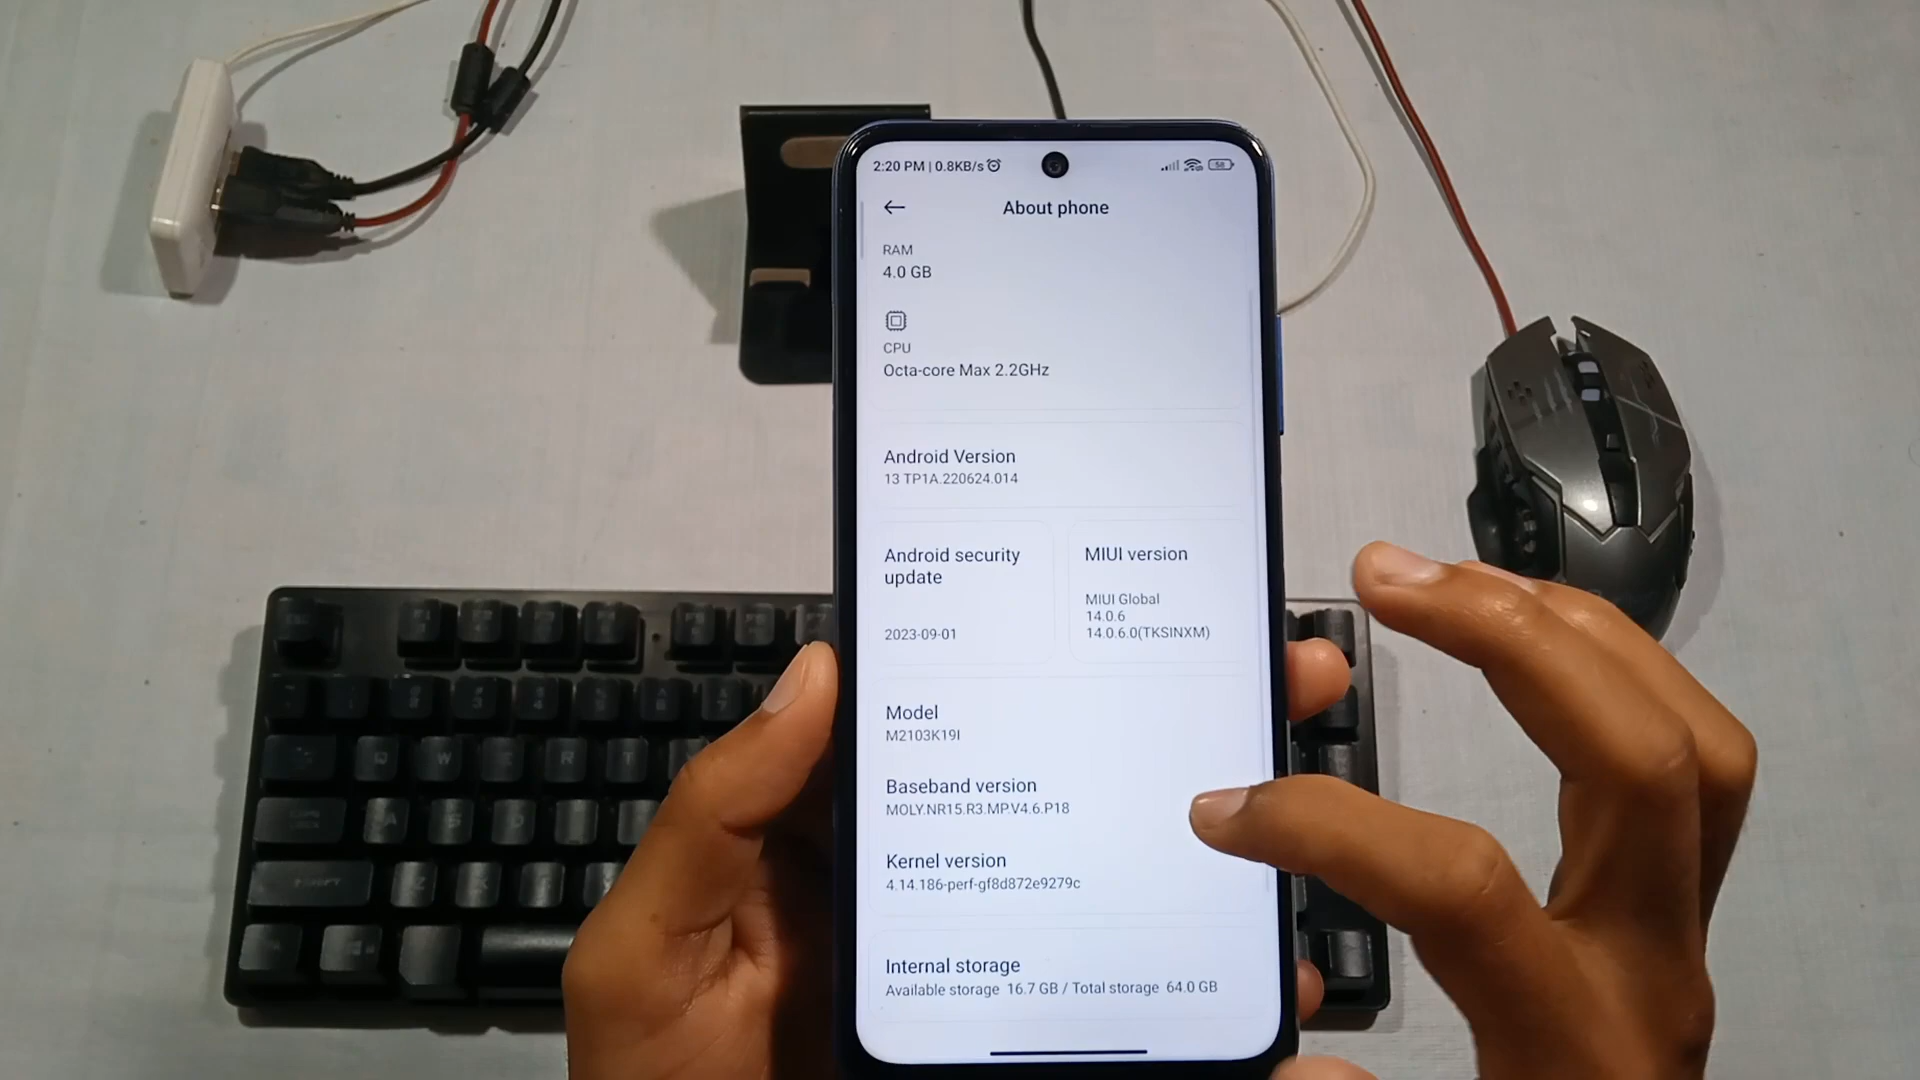 2:20 PM | 0.8KB/s
58
About phone
RAM
4.0 GB
CPU
Octa-core Max 2.2GHz
Android Version
13 TP1A.220624.014
Android security
update
2023-09-01
MIUI version
MIUI Global
14.0.6
14.0.6.0(TKSINXM)
Model
M2103K19I
Baseband version
MOLY.NR15.R3.MP.V4.6.P18
Kernel version
4.14.186-perf-gf8d872e9279c
Internal storage
Available storage 16.7 GB / Total storage 64.0 GB
Q W E R T
A S D
Z X C